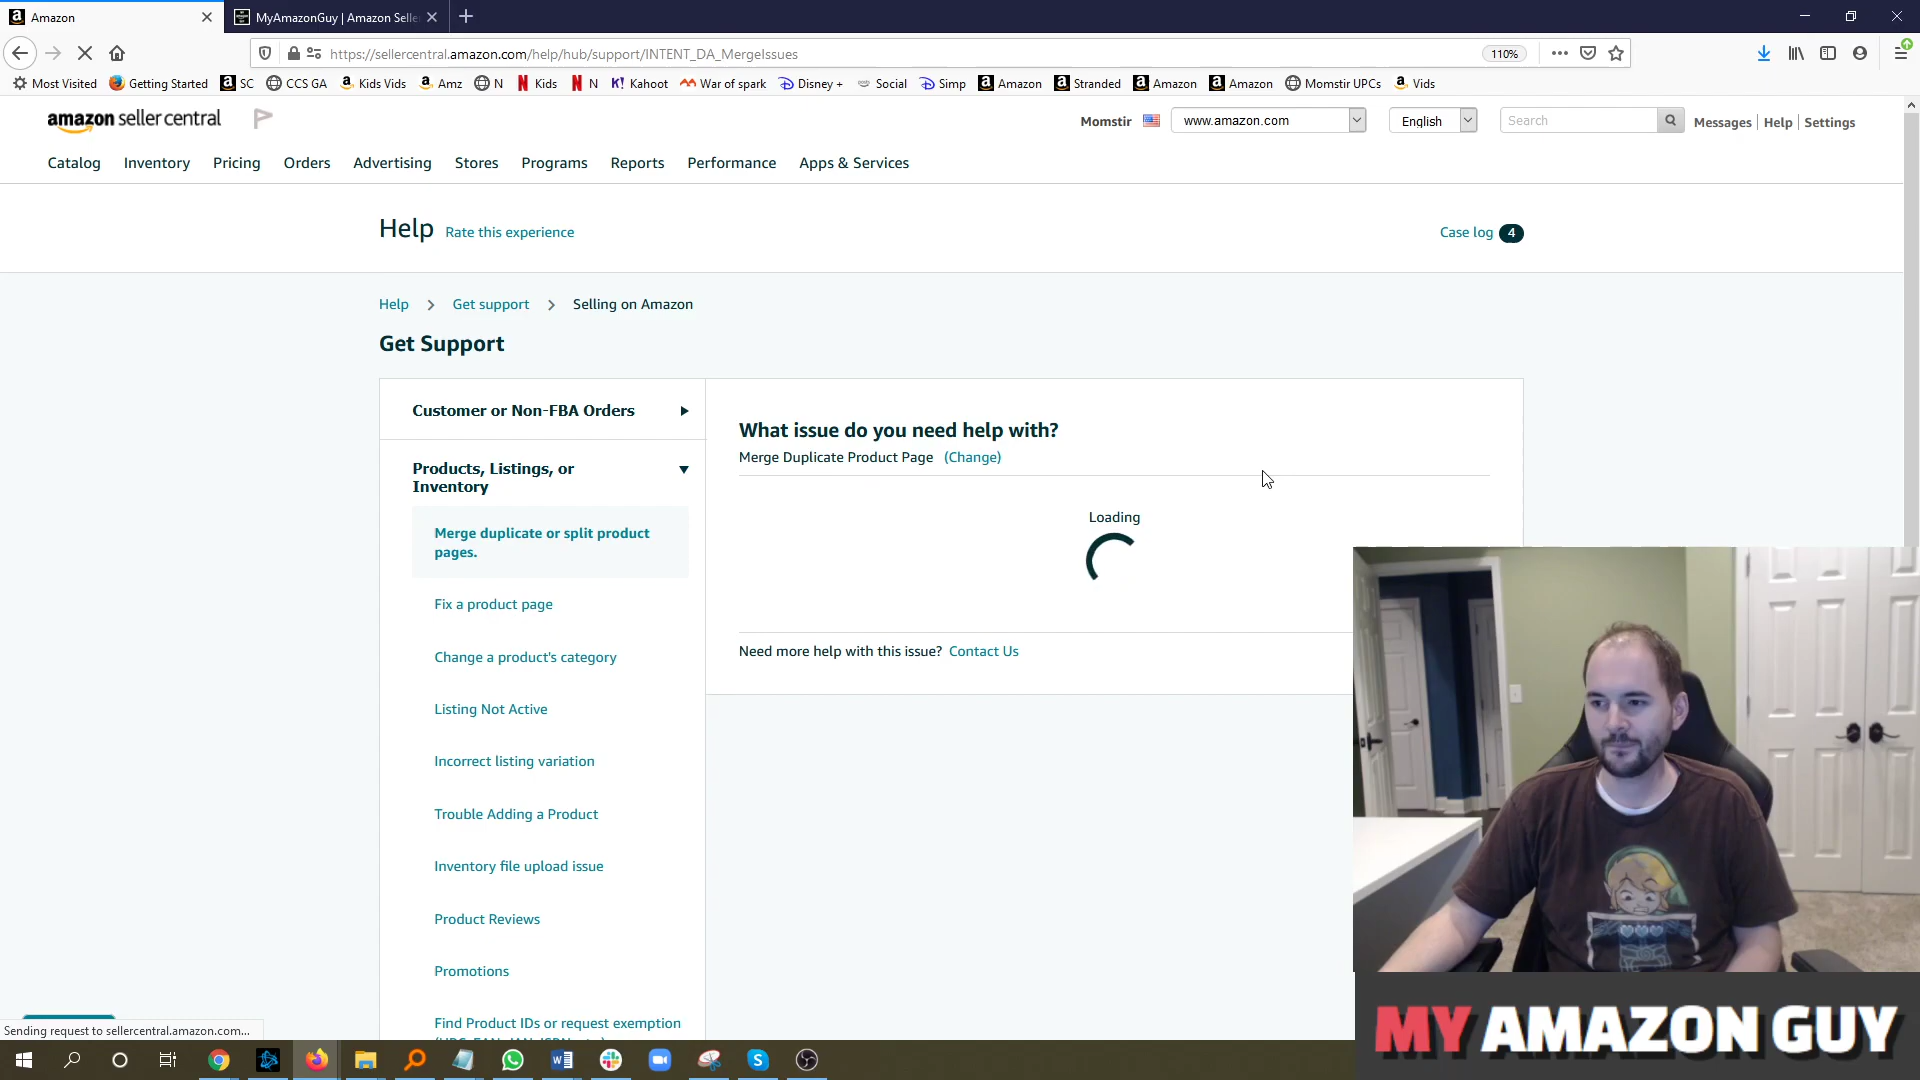 Amazon
MyAmazonGuy | Amazon Selle
https://sellercentral.amazon.com/help/hub/support/INTENT_DA_MergeIssues
110%
Most Visited
Getting Started
SC
CCS GA
Kids Vids
Amz
N
Kids
N
Kahoot
War of spark
Disney +
Social
Simp
Amazon
Stranded
Amazon
Amazon
Momstir UPCs
Vids
amazon seller central
Momstir
www.amazon.com
English
Search
Messages | Help | Settings
Catalog
Inventory
Pricing
Orders
Advertising
Stores
Programs
Reports
Performance
Apps & Services
Help
Rate this experience
Case log 4
Help > Get support > Selling on Amazon
Get Support
Customer or Non-FBA Orders
Products, Listings, or
Inventory
Merge duplicate or split product
pages.
Fix a product page
Change a product's category
Listing Not Active
Incorrect listing variation
Trouble Adding a Product
Inventory file upload issue
Product Reviews
Promotions
Find Product IDs or request exemption
What issue do you need help with?
Merge Duplicate Product Page (Change)
Loading
Need more help with this issue? Contact Us
Sending request to sellercentral.amazon.com...
MY AMAZON GUY